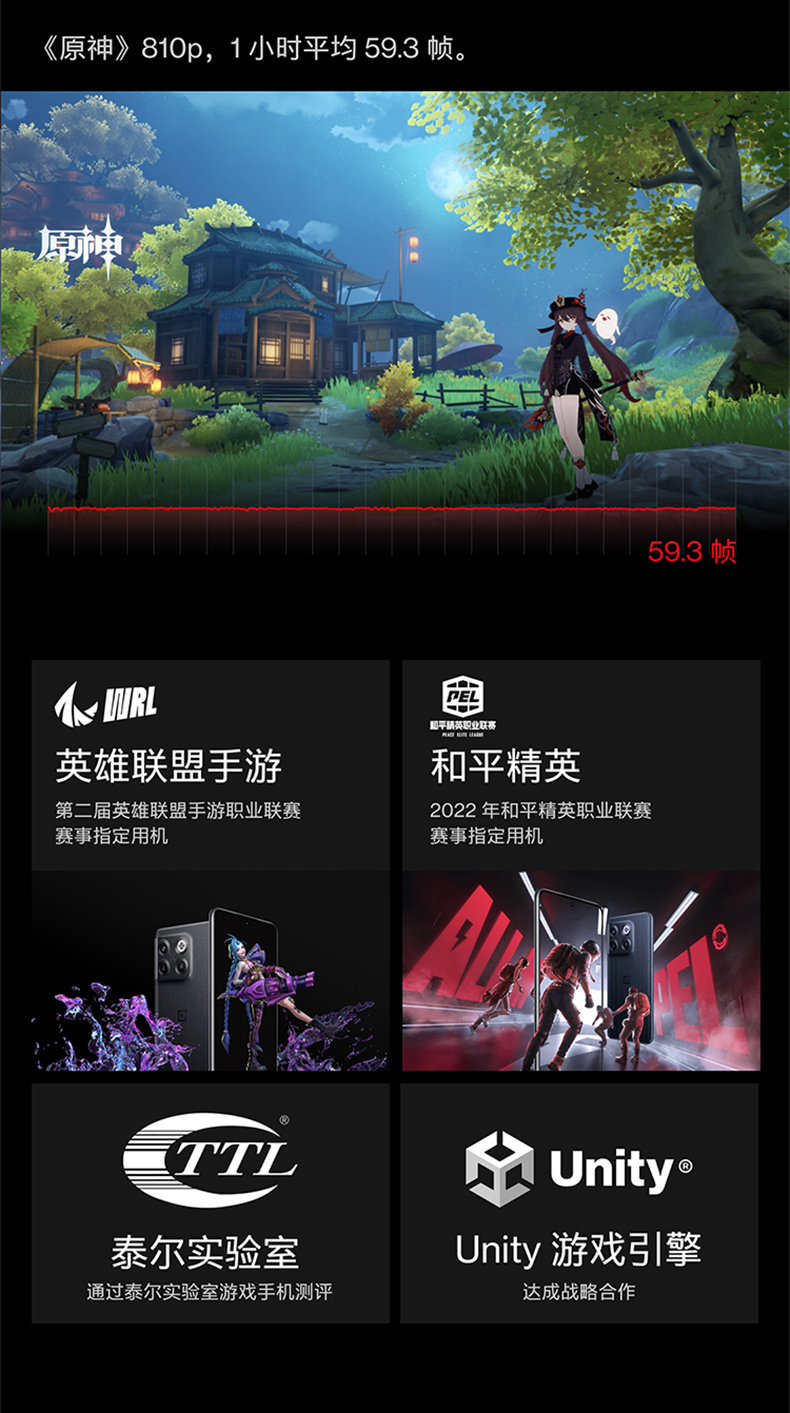 《原神》810p，1 小时平均 59.3 帧。
原神
59.3 帧
WRL
英雄联盟手游
第二届英雄联盟手游职业联赛
赛事指定用机
PEL
和平精英职业联赛
PEACE ELITE LEAGUE
和平精英
2022 年和平精英职业联赛
赛事指定用机
ALL
PEL
TTL®
泰尔实验室
通过泰尔实验室游戏手机测评
Unity®
Unity 游戏引擎
达成战略合作